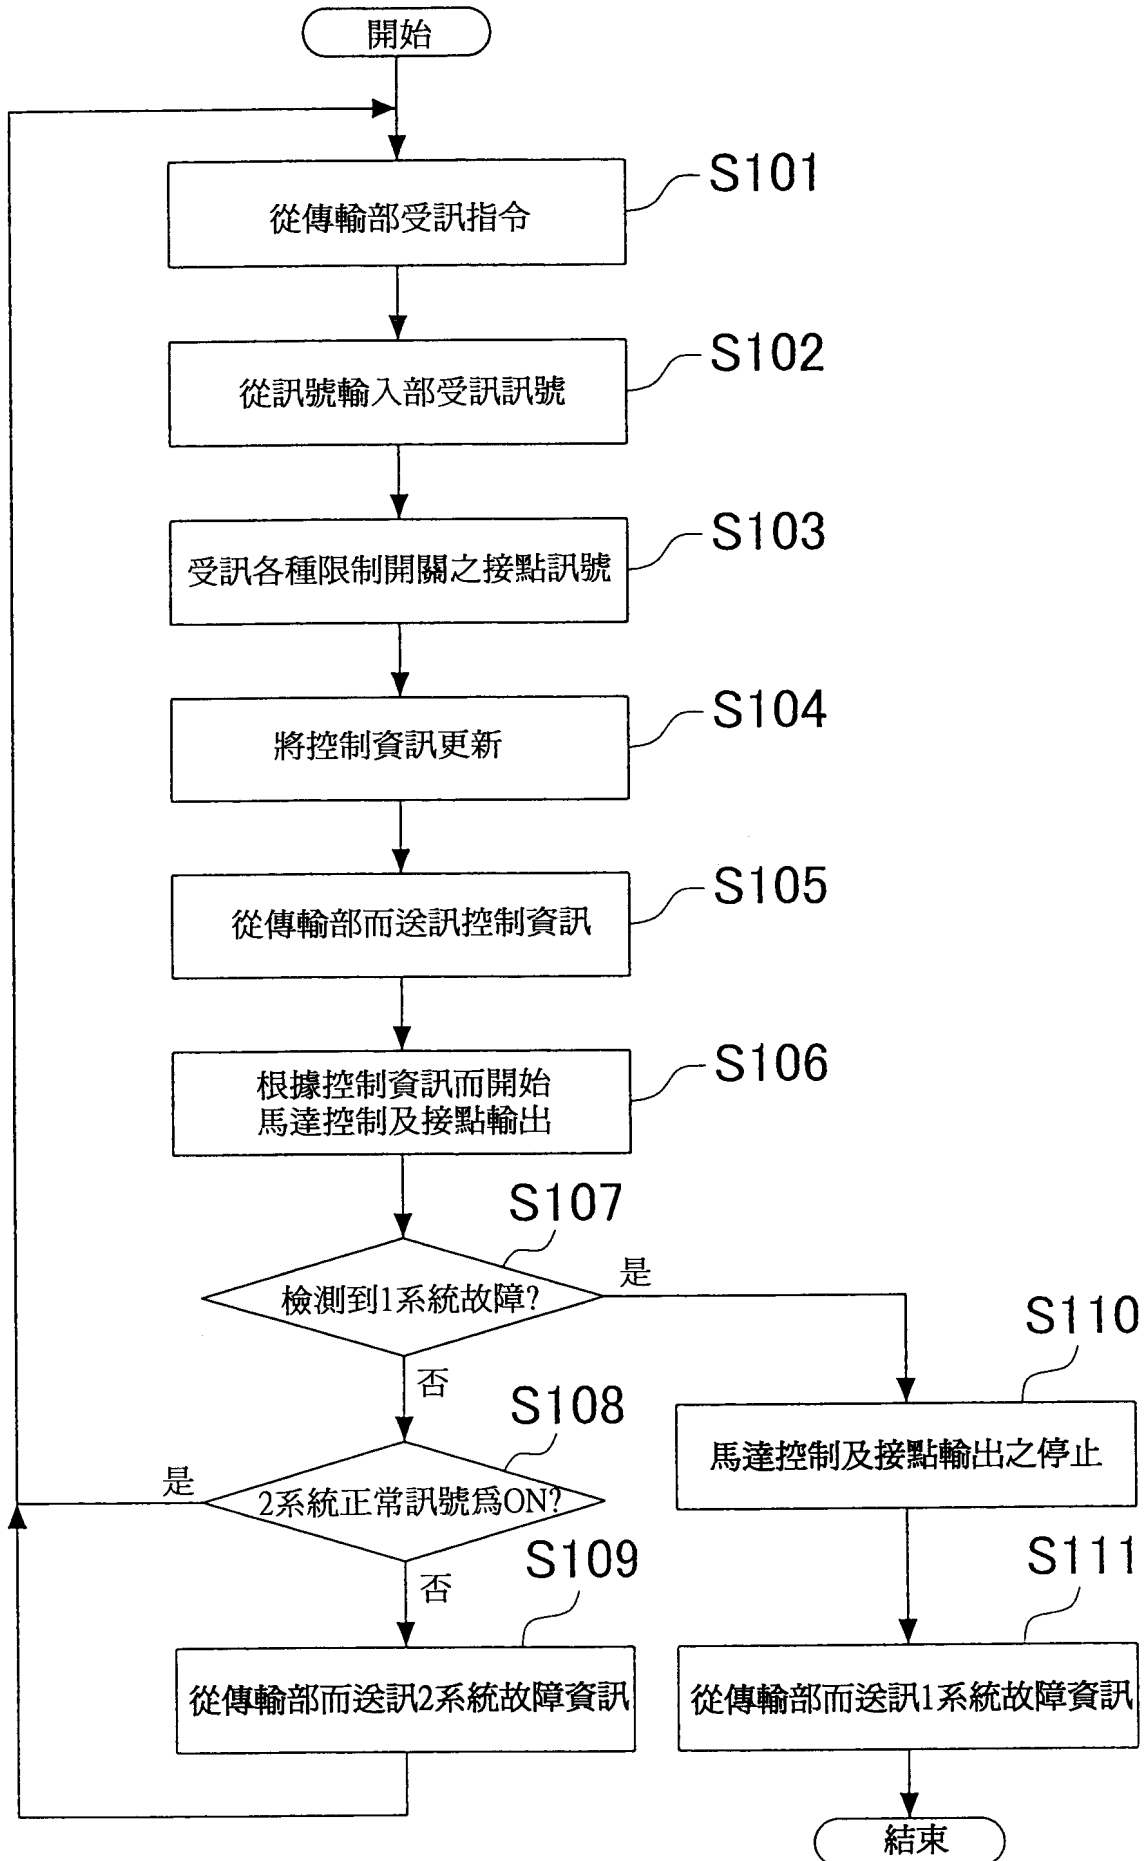 開始
S101
從傳輸部受訊指令
S102
從訊號輸入部受訊訊號
S103
受訊各種限制開關之接點訊號
S104
將控制資訊更新
S105
從傳輸部而送訊控制資訊
S106
根據控制資訊而開始
馬達控制及接點輸出
S107
檢測到1系統故障?
是
否
S110
馬達控制及接點輸出之停止
S108
2系統正常訊號爲ON?
是
否
S109
從傳輸部而送訊2系統故障資訊
S111
從傳輸部而送訊1系統故障資訊
結束